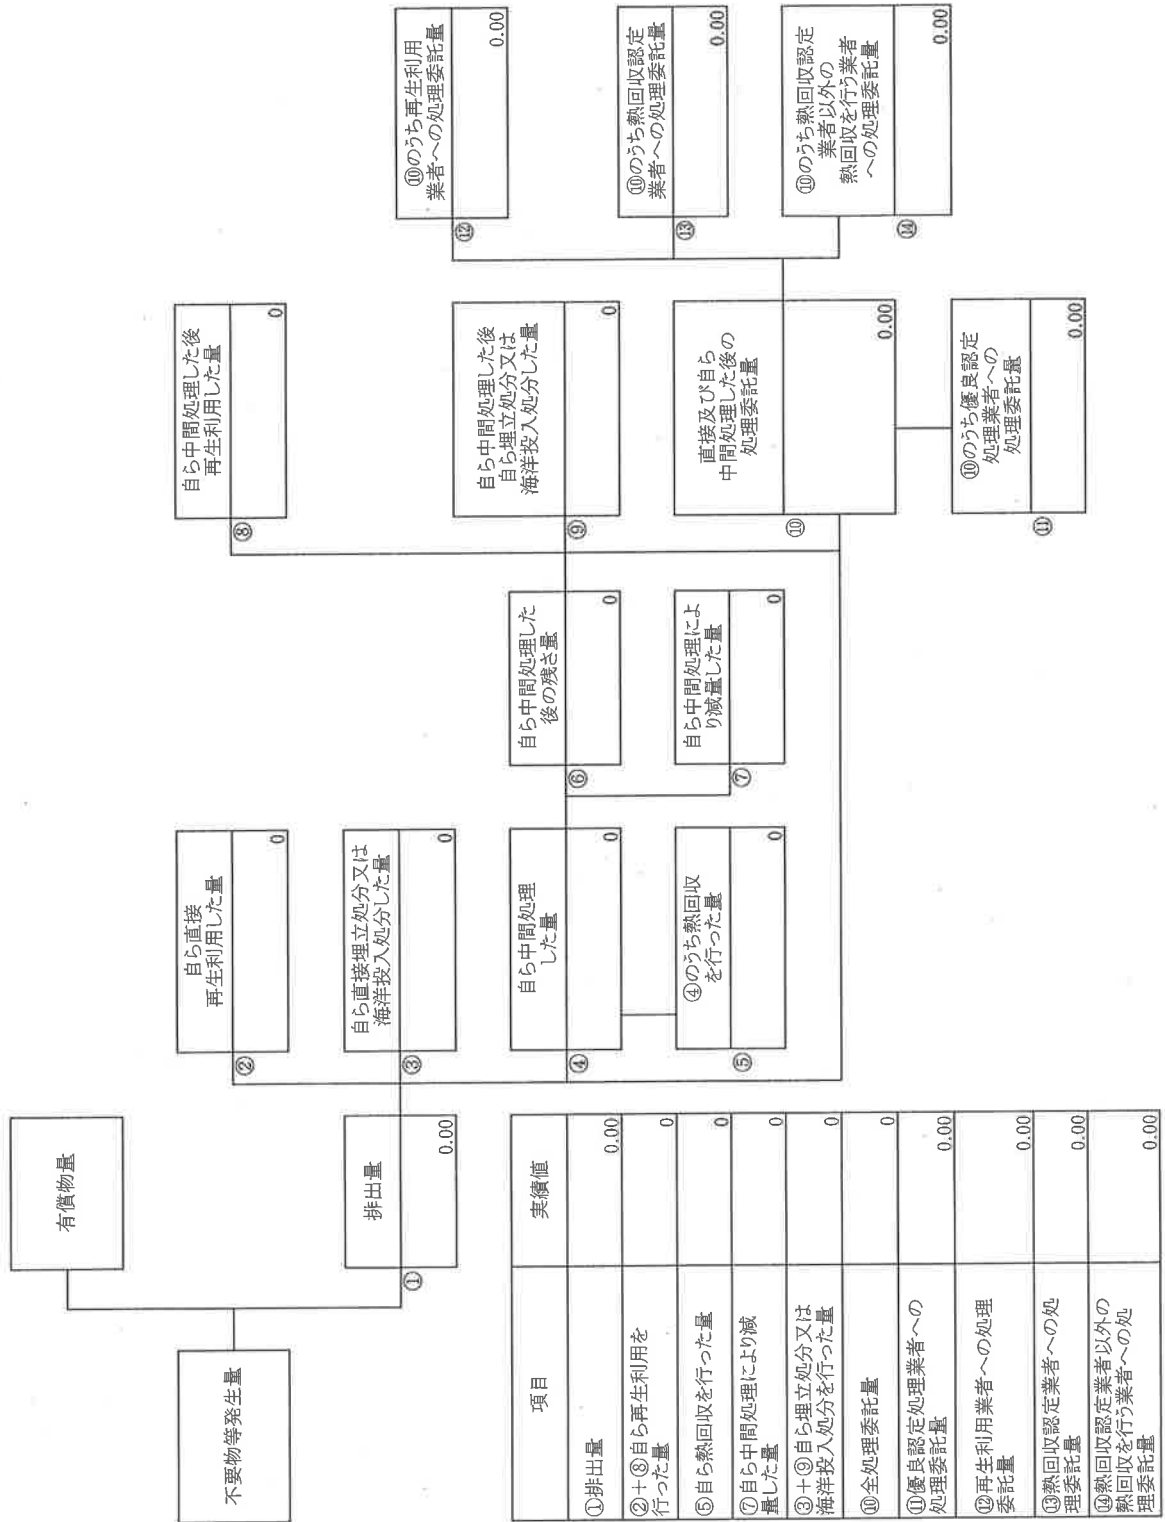 不要物等発生量
有償物量
排出量
①
0.00
自ら直接
再生利用した量
②
0
自ら直接埋立処分又は
海洋投入処分した量
③
0
自ら中間処理
した量
④
0
④のうち熱回収
を行った量
⑤
0
自ら中間処理した
後の残さ量
⑥
0
自ら中間処理によ
り減量した量
⑦
0
自ら中間処理した後
再生利用した量
⑧
0
自ら中間処理した後
自ら埋立処分又は
海洋投入処分した量
⑨
0
直接及び自ら
中間処理した後の
処理委託量
⑩
0.00
⑩のうち優良認定
処理業者への
処理委託量
⑪
0.00
⑩のうち再生利用
業者への処理委託量
⑫
0.00
⑩のうち熱回収認定
業者への処理委託量
⑬
0.00
⑩のうち熱回収認定
業者以外の
熱回収を行う業者
への処理委託量
⑭
0.00
項目
実績値
①排出量
0.00
②+⑧自ら再生利用を
行った量
0
⑤自ら熱回収を行った量
0
⑦自ら中間処理により減
量した量
0
③+⑨自ら埋立処分又は
海洋投入処分を行った量
0
⑩全処理委託量
0
⑪優良認定処理業者への
処理委託量
0.00
⑫再生利用業者への処理
委託量
0.00
⑬熱回収認定業者への処
理委託量
0.00
⑭熱回収認定業者以外の
熱回収を行う業者への処
理委託量
0.00